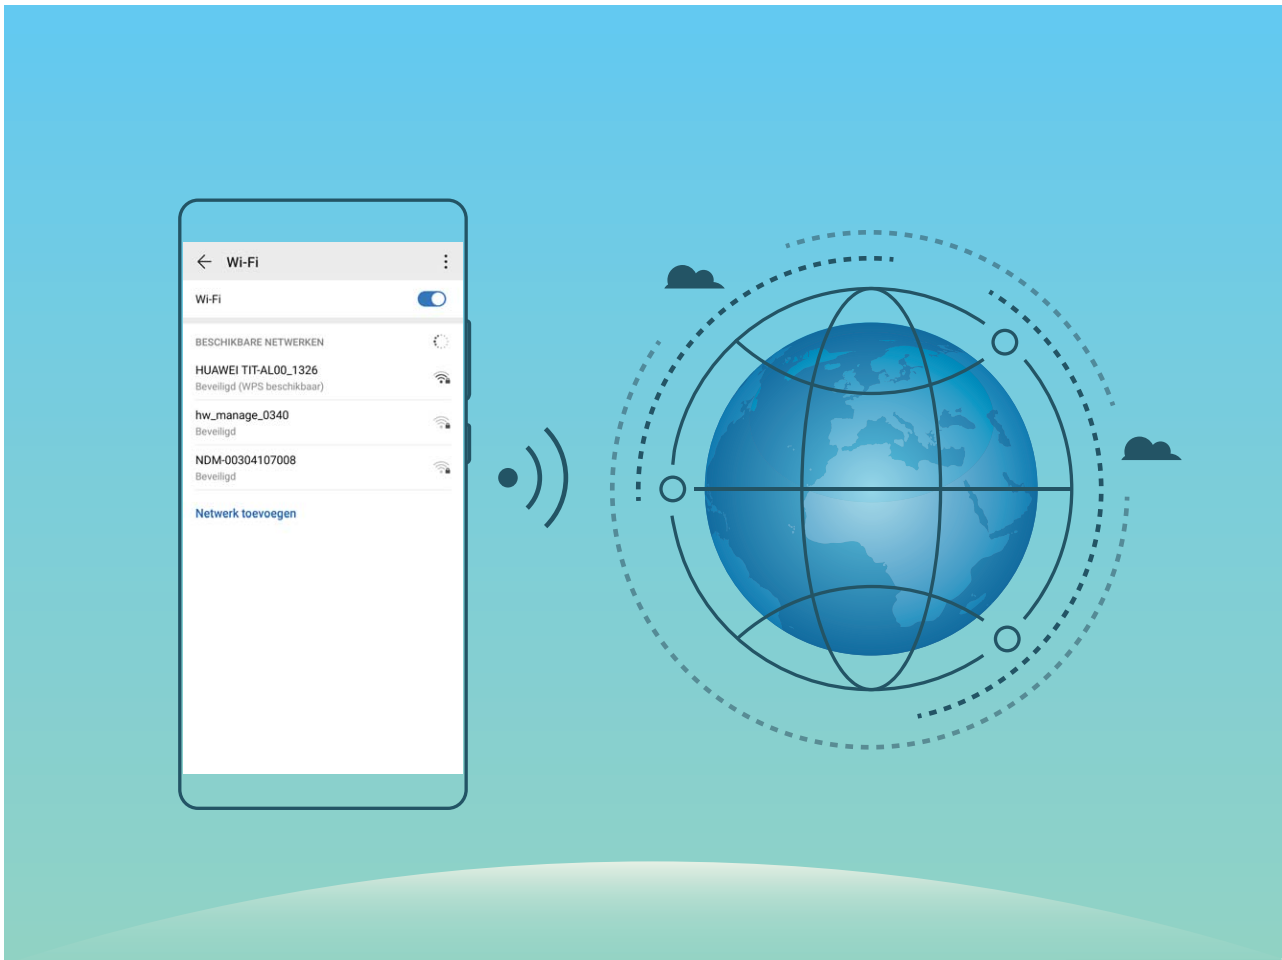 Wi-Fi
Wi-Fi
BESCHIKBARE NETWERKEN
HUAWEI TIT-AL00_1326
Beveiligd (WPS beschikbaar)
hw_manage_0340
Beveiligd
NDM-00304107008
Beveiligd
Netwerk toevoegen